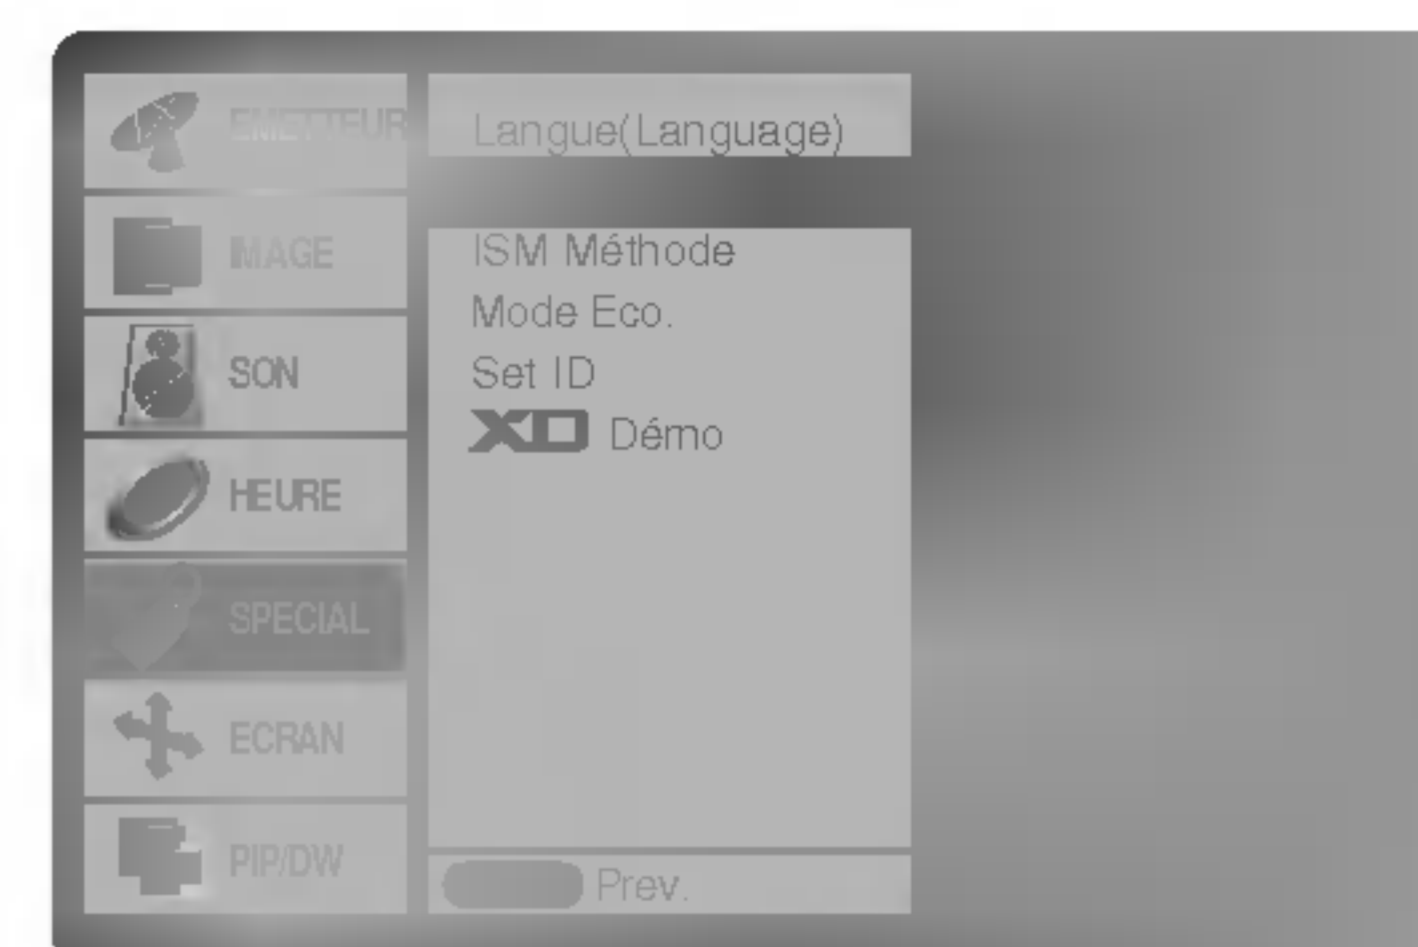 EMETTEUR
IMAGE
SON
HEURE
SPECIAL
ECRAN
PIP/DW
Langue(Language)
ISM Méthode
Mode Eco.
Set ID
XD Démo
Prev.